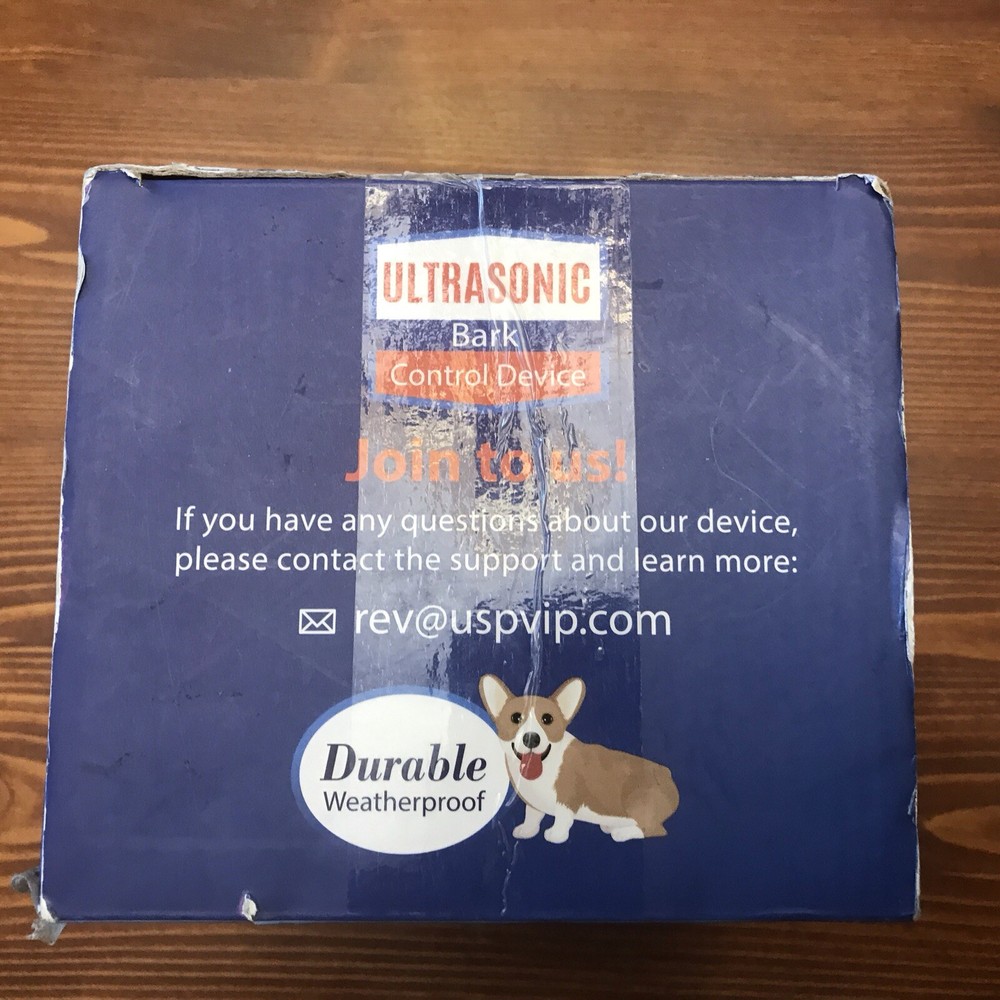 ULTRASONIC
Bark
Control Device
Join to us!
If you have any questions about our device,
please contact the support and learn more:
rev@uspvip.com
Durable
Weatherproof